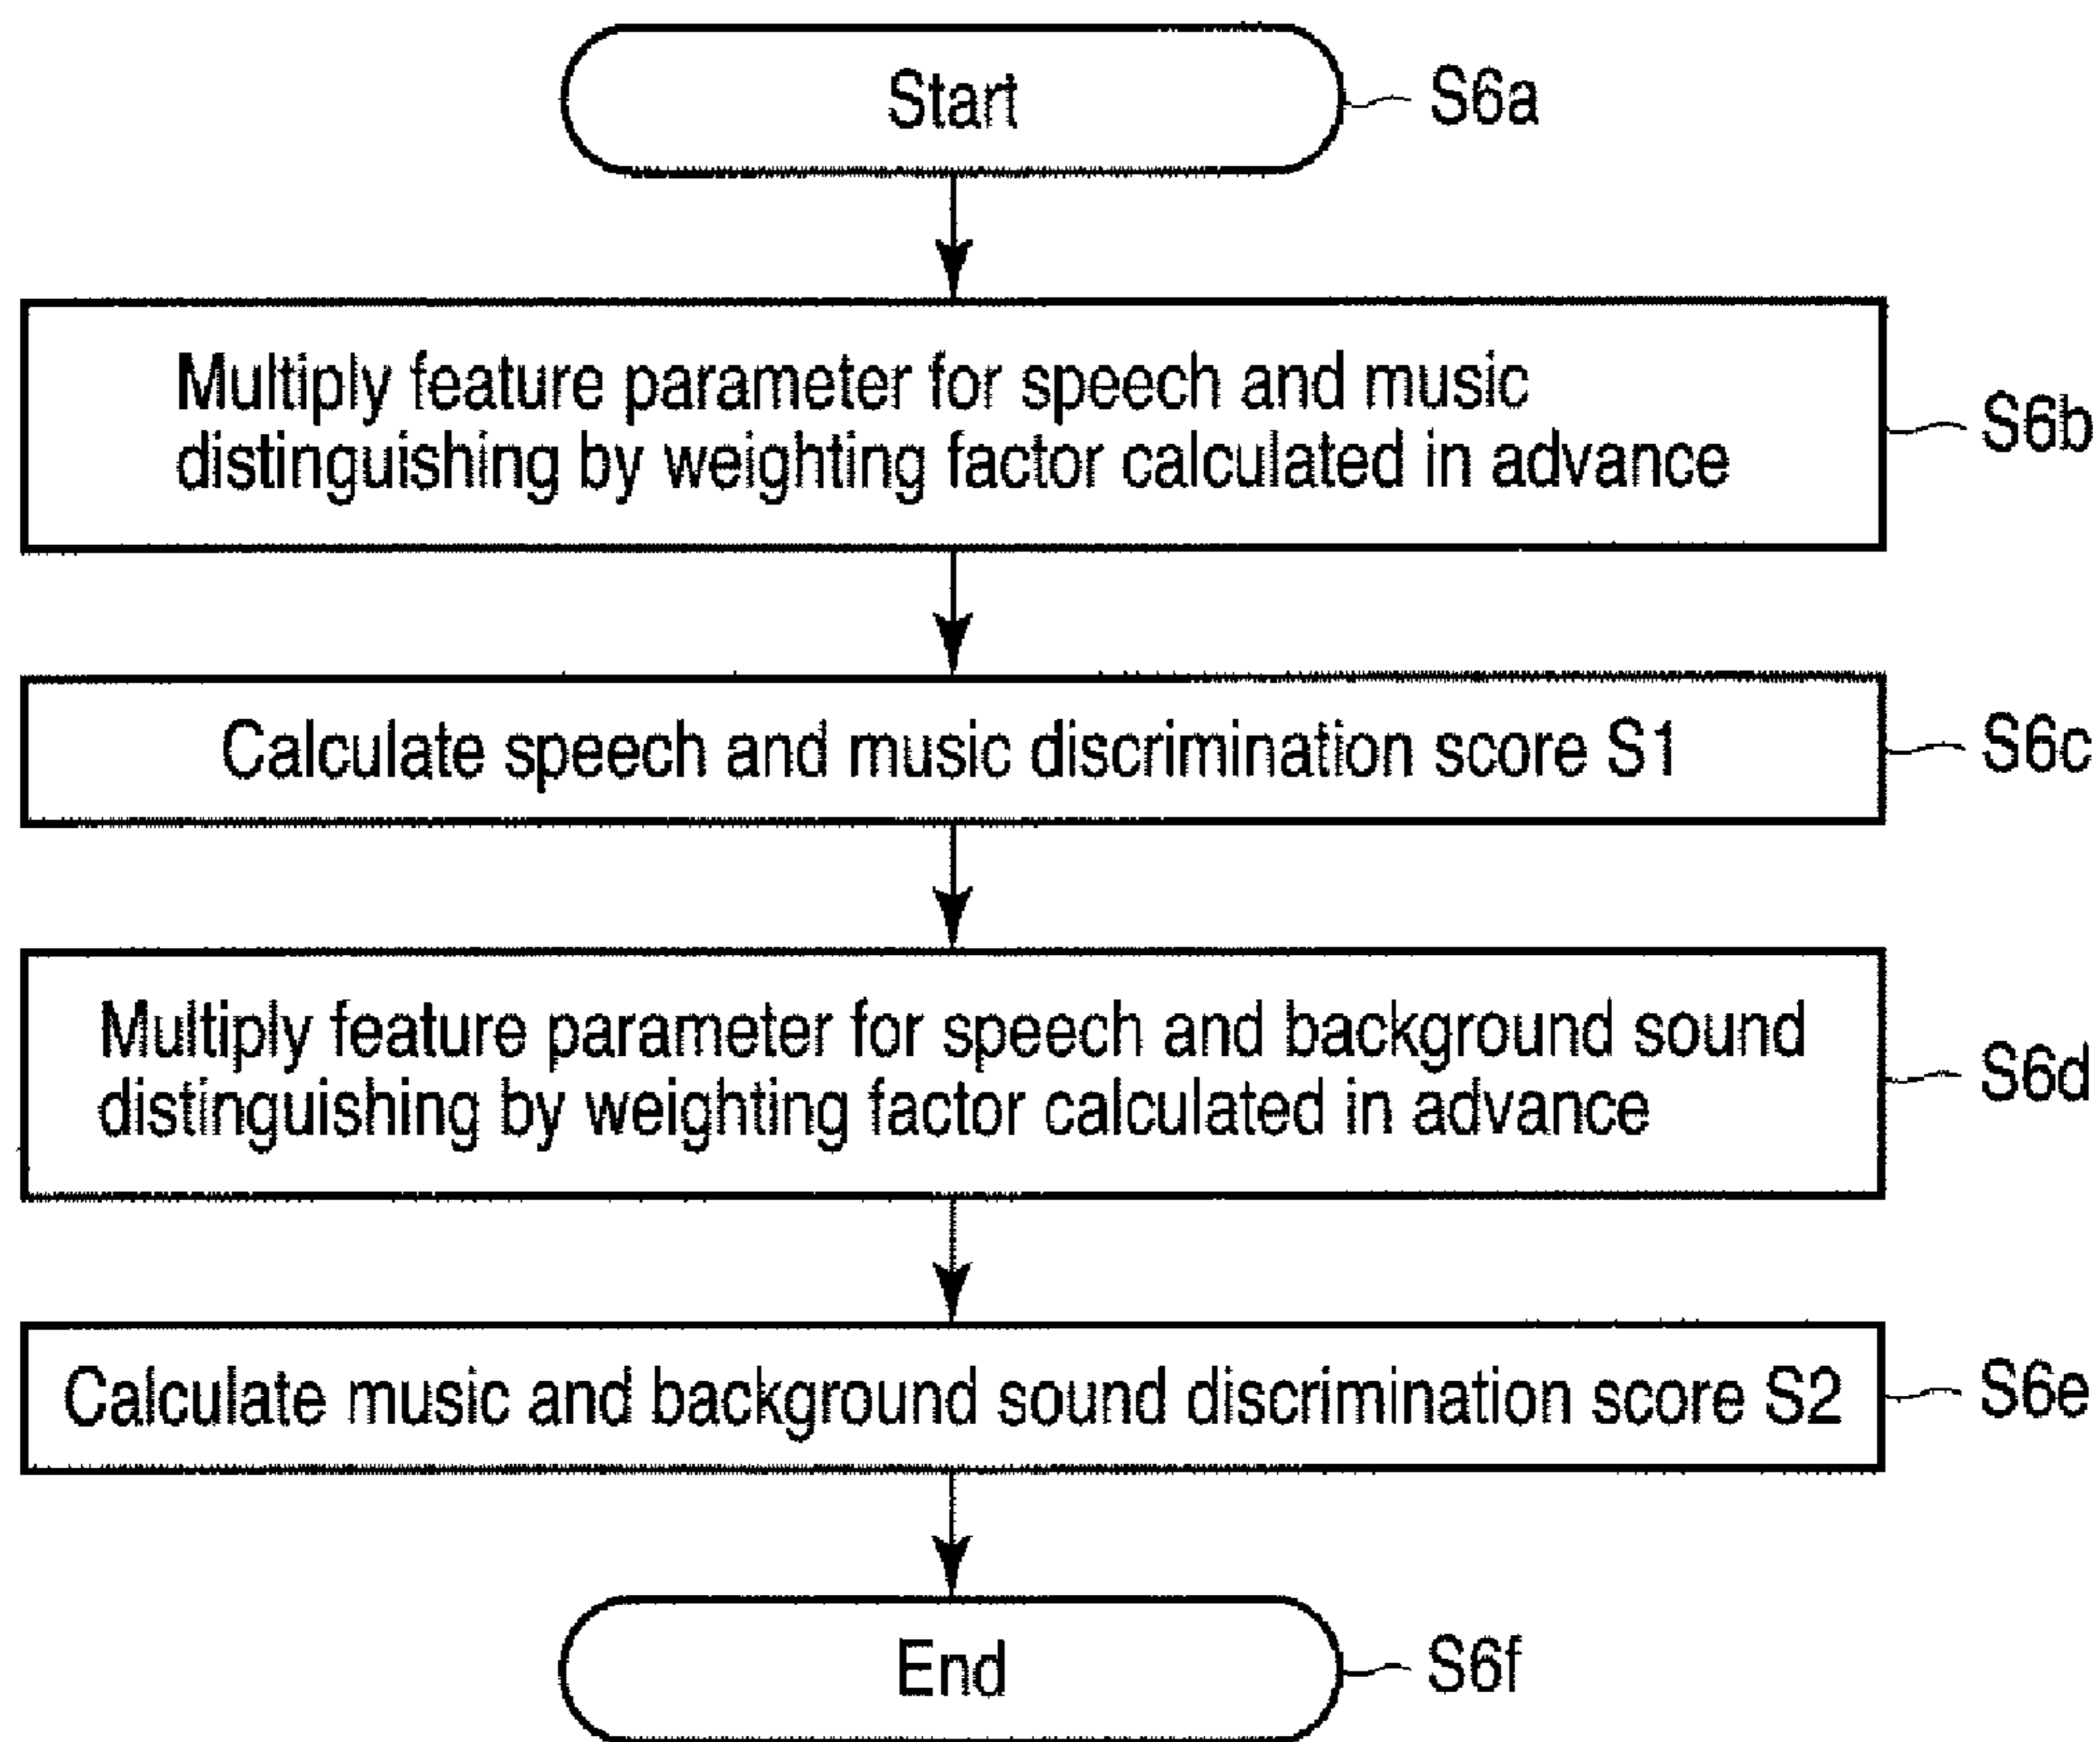 Start
S6a
Multiply feature parameter for speech and music
distinguishing by weighting factor calculated in advance
S6b
Calculate speech and music discrimination score S1
S6c
Multiply feature parameter for speech and background sound
distinguishing by weighting factor calculated in advance
S6d
Calculate music and background sound discrimination score S2
S6e
End
S6f